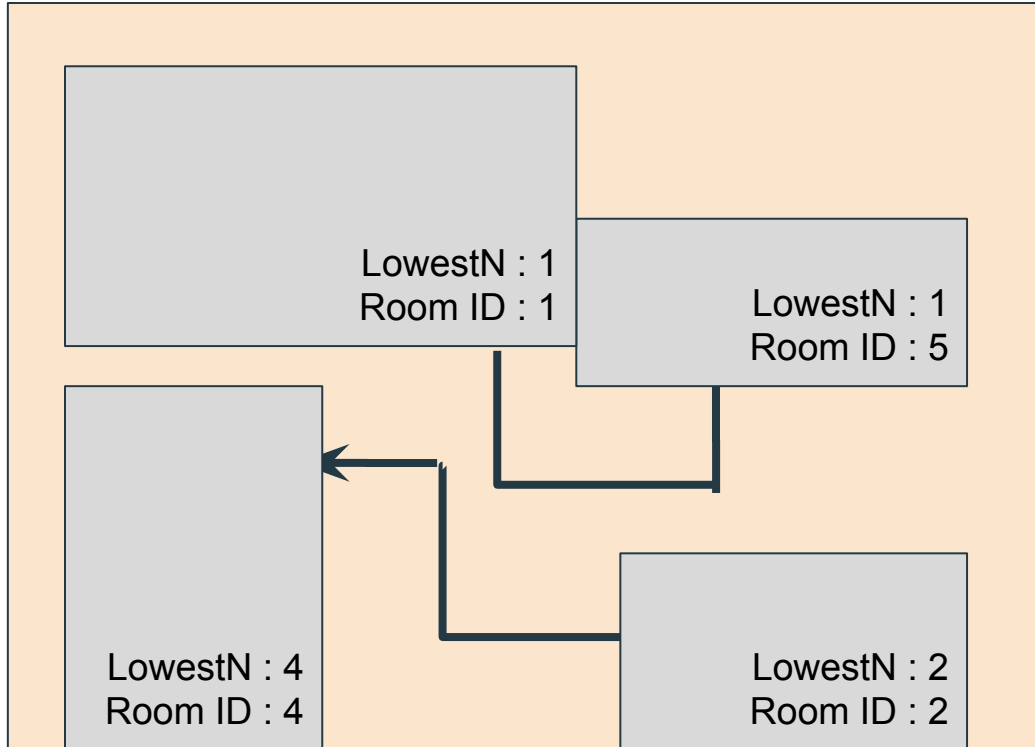 LowestN : 1
Room ID : 1
LowestN : 1
Room ID : 5
LowestN : 4
Room ID : 4
LowestN : 2
Room ID : 2